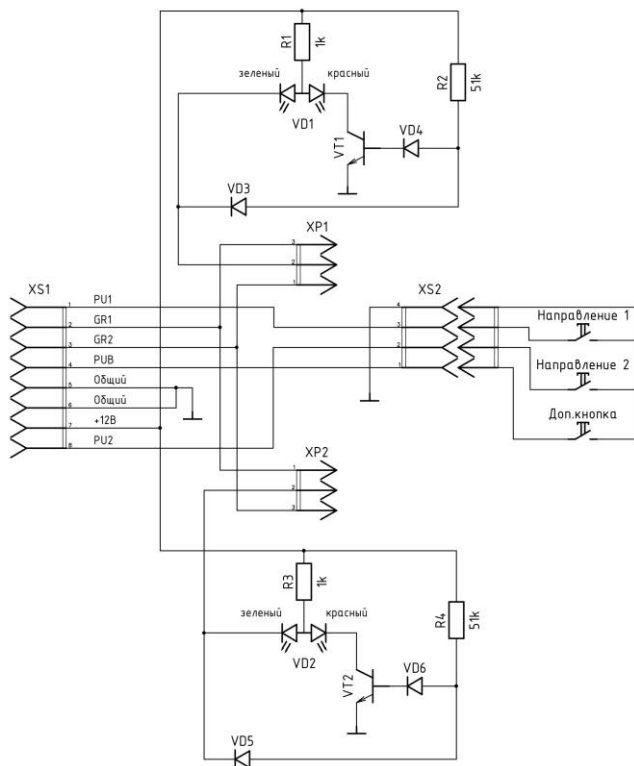 R1
1k
зеленый
красный
VD1
R2
51k
VT1
VD4
VD3
XP1
3
2
1
XS1
1
PU1
2
GR1
3
GR2
4
PUB
5
Общий
6
Общий
7
+12В
8
PU2
XS2
4
3
2
1
Направление 1
Направление 2
Доп.кнопка
XP2
1
2
3
R3
1k
зеленый
красный
VD2
R4
51k
VT2
VD6
VD5